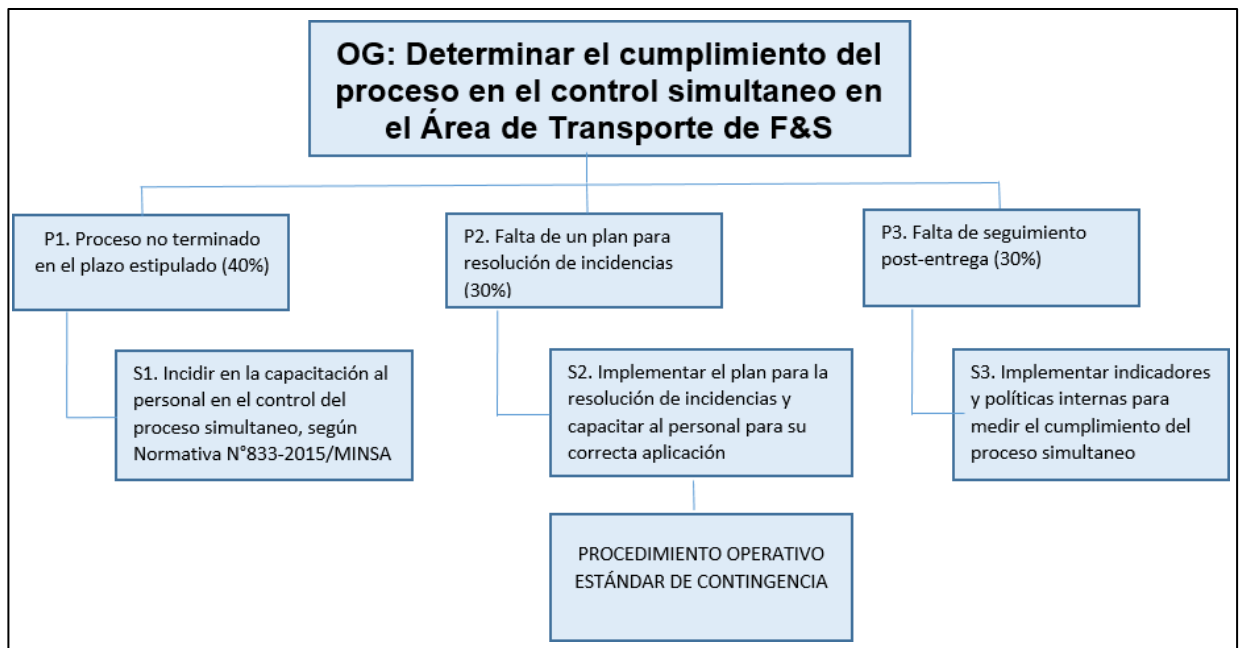 OG: Determinar el cumplimiento del
proceso en el control simultaneo en
el Área de Transporte de F&S
P1. Proceso no terminado
en el plazo estipulado (40%)
P2. Falta de un plan para
resolución de incidencias
(30%)
P3. Falta de seguimiento
post-entrega (30%)
S1. Incidir en la capacitación al
personal en el control del
proceso simultaneo, según
Normativa N°833-2015/MINSA
S2. Implementar el plan para la
resolución de incidencias y
capacitar al personal para su
correcta aplicación
S3. Implementar indicadores
y políticas internas para
medir el cumplimiento del
proceso simultaneo
PROCEDIMIENTO OPERATIVO
ESTÁNDAR DE CONTINGENCIA